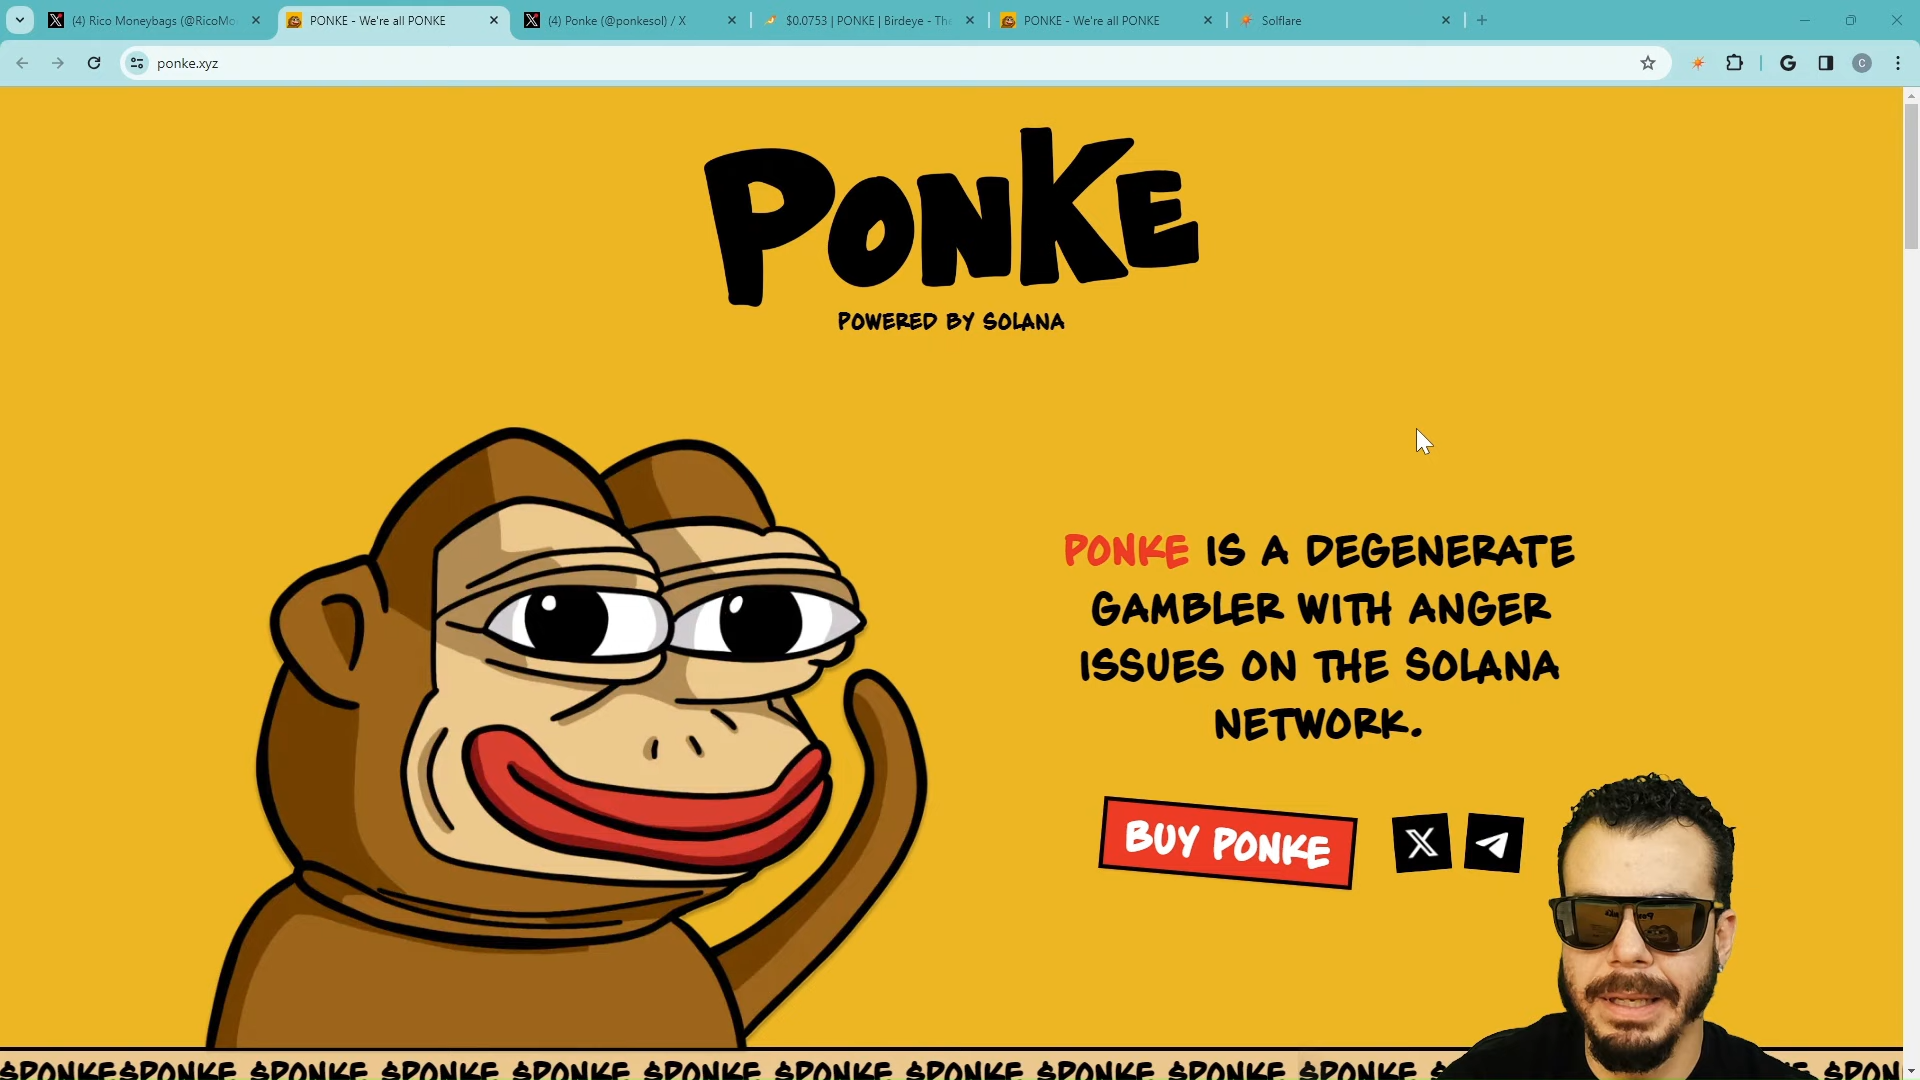 (4) Rico Moneybags (@RicoMo
PONKE - We're all PONKE
(4) Ponke (@ponkesol) / X
$0.0753 | PONKE | Birdeye - The
PONKE - We're all PONKE
Solflare
ponke.xyz
C
PONKE
POWERED BY SOLANA
PONKE IS A DEGENERATE
GAMBLER WITH ANGER
ISSUES ON THE SOLANA
NETWORK.
BUY PONKE
$PONKE $PONKE $PONKE $PONKE $PONKE $PONKE $PONKE $PONKE $PONKE $PONKE $PONKE $PON